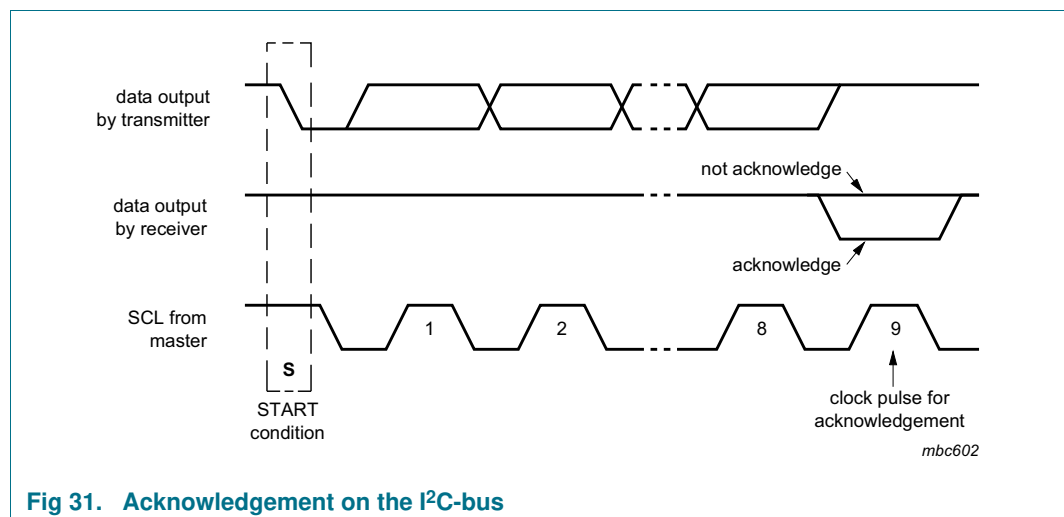 data output
by transmitter
not acknowledge
data output
by receiver
acknowledge
SCL from
master
1
2
8
9
S
START
condition
clock pulse for
acknowledgement
mbc602
Fig 31. Acknowledgement on the I²C-bus